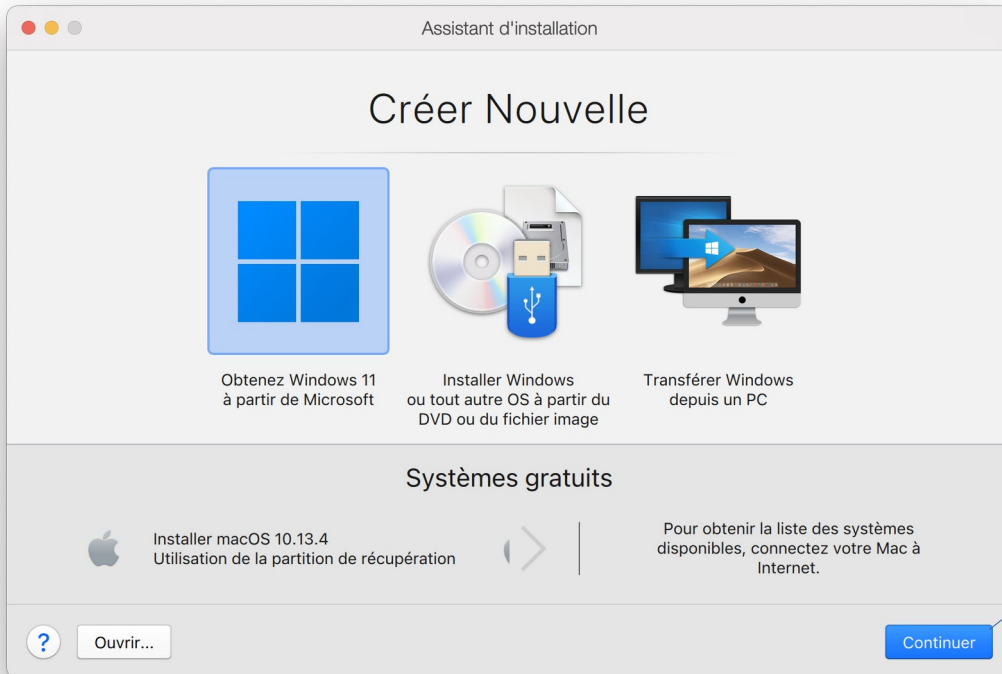 Assistant d'installation
Créer Nouvelle
Obtenez Windows 11
à partir de Microsoft
Installer Windows
ou tout autre OS à partir du
DVD ou du fichier image
Transférer Windows
depuis un PC
Systèmes gratuits
Installer macOS 10.13.4
Utilisation de la partition de récupération
Pour obtenir la liste des systèmes
disponibles, connectez votre Mac à
Internet.
?
Ouvrir...
Continuer